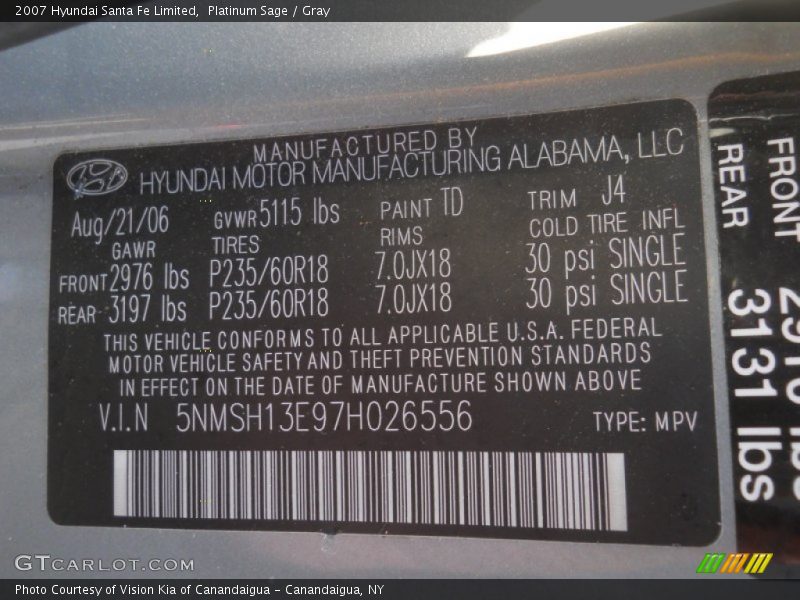 2007 Hyundai Santa Fe Limited,  Platinum Sage / Gray
MANUFACTURED BY
HYUNDAI MOTOR MANUFACTURING ALABAMA, LLC
Aug/21/06 GVWR 5115 lbs PAINT TD TRIM J4
GAWR TIRES RIMS COLD TIRE INFL
FRONT 2976 lbs P235/60R18 7.0JX18 30 psi SINGLE
REAR 3197 lbs P235/60R18 7.0JX18 30 psi SINGLE
THIS VEHICLE CONFORMS TO ALL APPLICABLE U.S.A. FEDERAL
MOTOR VEHICLE SAFETY AND THEFT PREVENTION STANDARDS
IN EFFECT ON THE DATE OF MANUFACTURE SHOWN ABOVE
V.I.N 5NMSH13E97H026556 TYPE: MPV
FRONT
REAR 3131 lbs
GTCARLOT.COM
Photo Courtesy of Vision Kia of Canandaigua – Canandaigua, NY